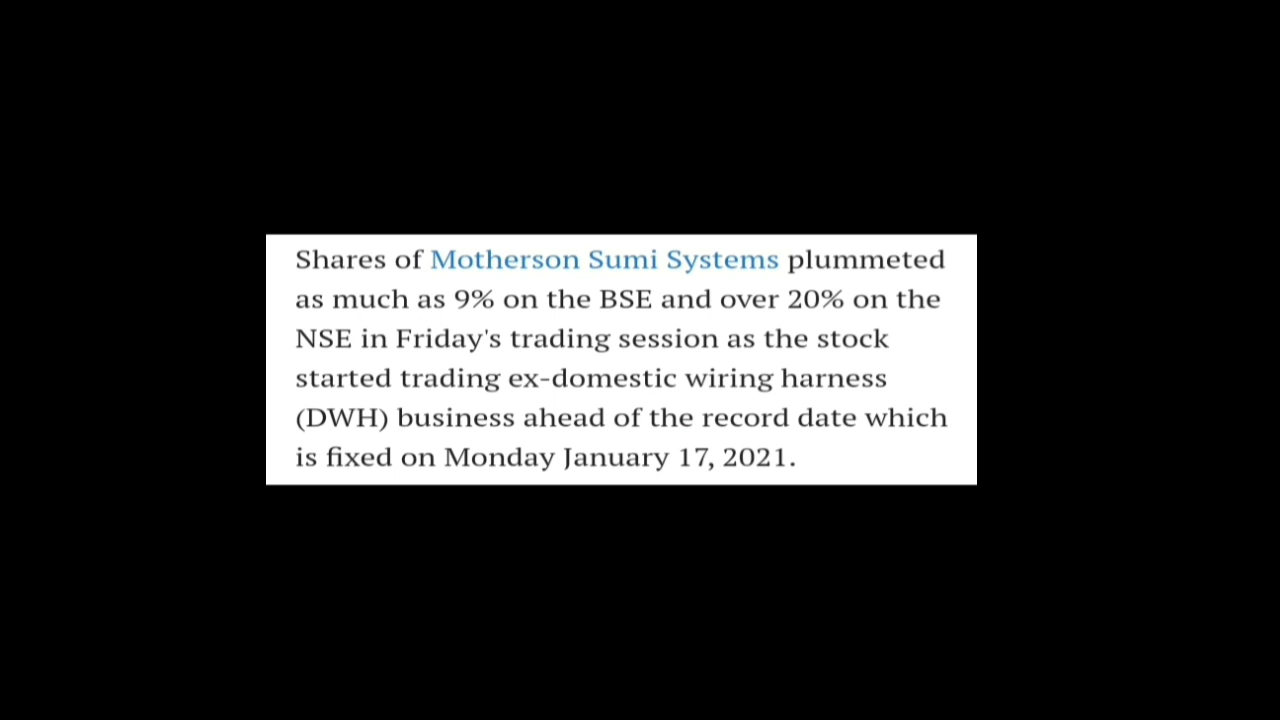 Shares of Motherson Sumi Systems plummeted
as much as 9% on the BSE and over 20% on the
NSE in Friday's trading session as the stock
started trading ex-domestic wiring harness
(DWH) business ahead of the record date which
is fixed on Monday January 17, 2021.